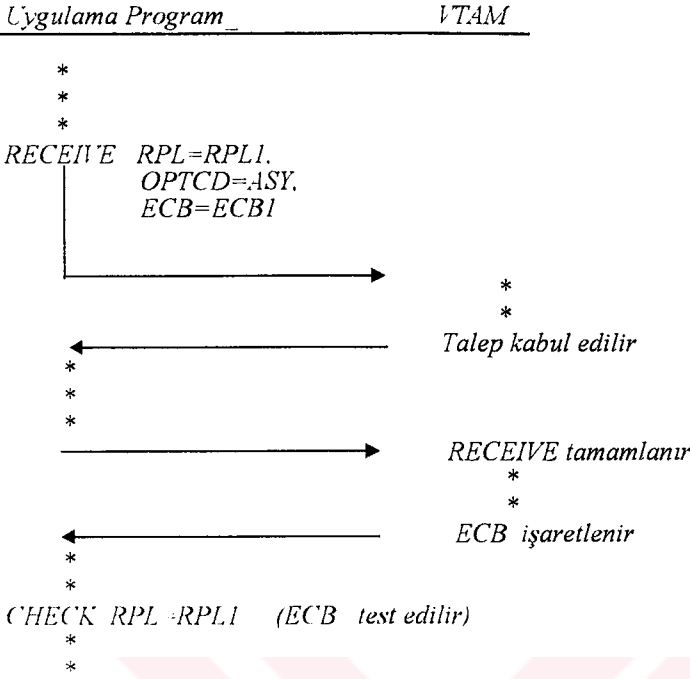 Uygulama Program VTAM
*
*
*
RECEIVE RPL=RPL1,
OPTCD=ASY,
ECB=ECB1
*
*
Talep kabul edilir
*
*
*
RECEIVE tamamlanır
*
*
ECB işaretlenir
*
*
CHECK RPL=RPL1 (ECB test edilir)
*
*